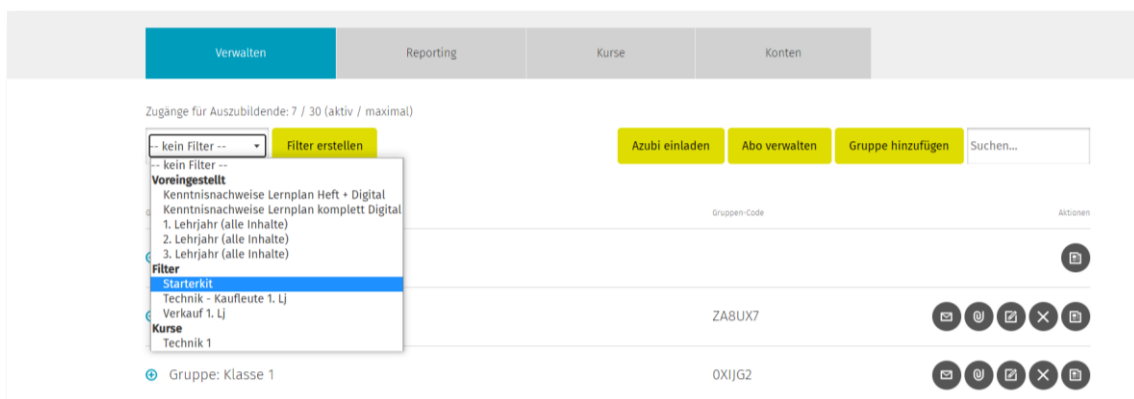 Verwalten Reporting Kurse Konten
Zugänge für Auszubildende: 7 / 30 (aktiv / maximal)
-- kein Filter -- Filter erstellen Azubi einladen Abo verwalten Gruppe hinzufügen Suchen...
-- kein Filter --
Voreingestellt
Kenntnisnachweise Lernplan Heft + Digital
Kenntnisnachweise Lernplan komplett Digital
1. Lehrjahr (alle Inhalte)
2. Lehrjahr (alle Inhalte)
3. Lehrjahr (alle Inhalte)
Filter
Starterkit
Technik - Kaufleute 1. Lj
Verkauf 1. Lj
Kurse
Technik 1
Gruppen-Code Aktionen
ZA8UX7
Gruppe: Klasse 1 0XIJG2